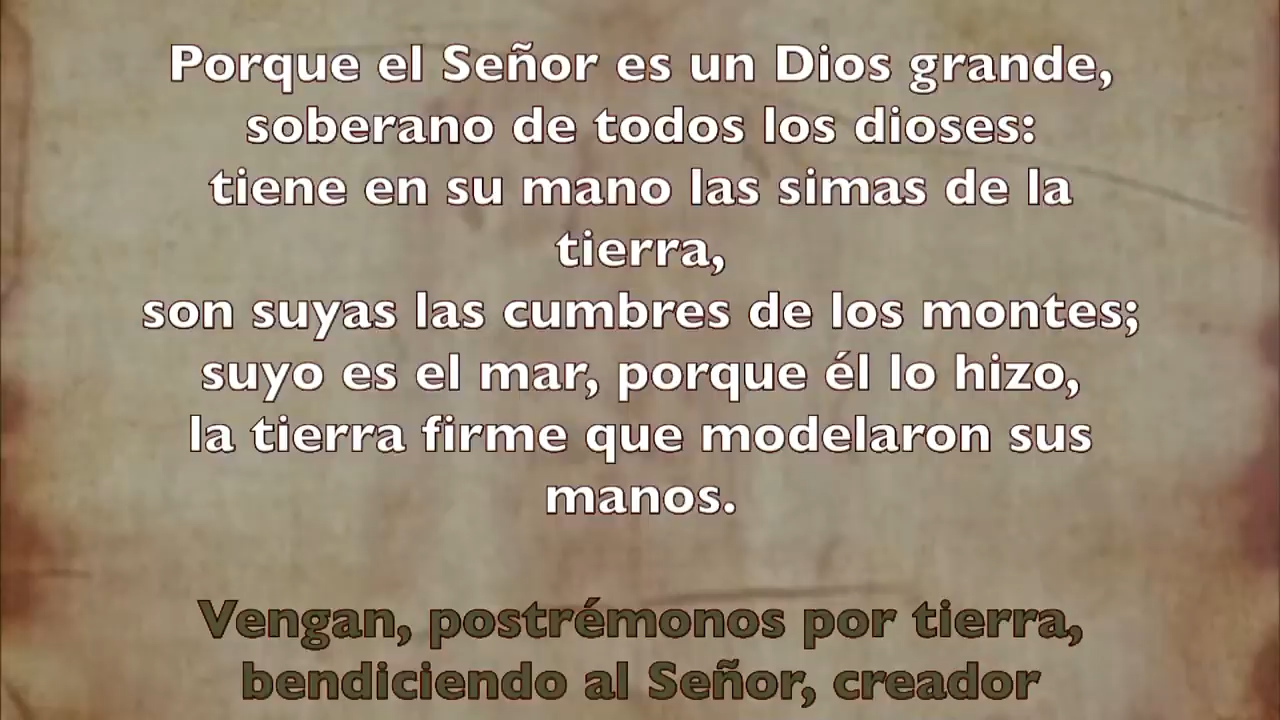 Porque el Señor es un Dios grande,
soberano de todos los dioses:
tiene en su mano las simas de la
tierra,
son suyas las cumbres de los montes;
suyo es el mar, porque él lo hizo,
la tierra firme que modelaron sus
manos.
Vengan, postrémonos por tierra,
bendiciendo al Señor, creador